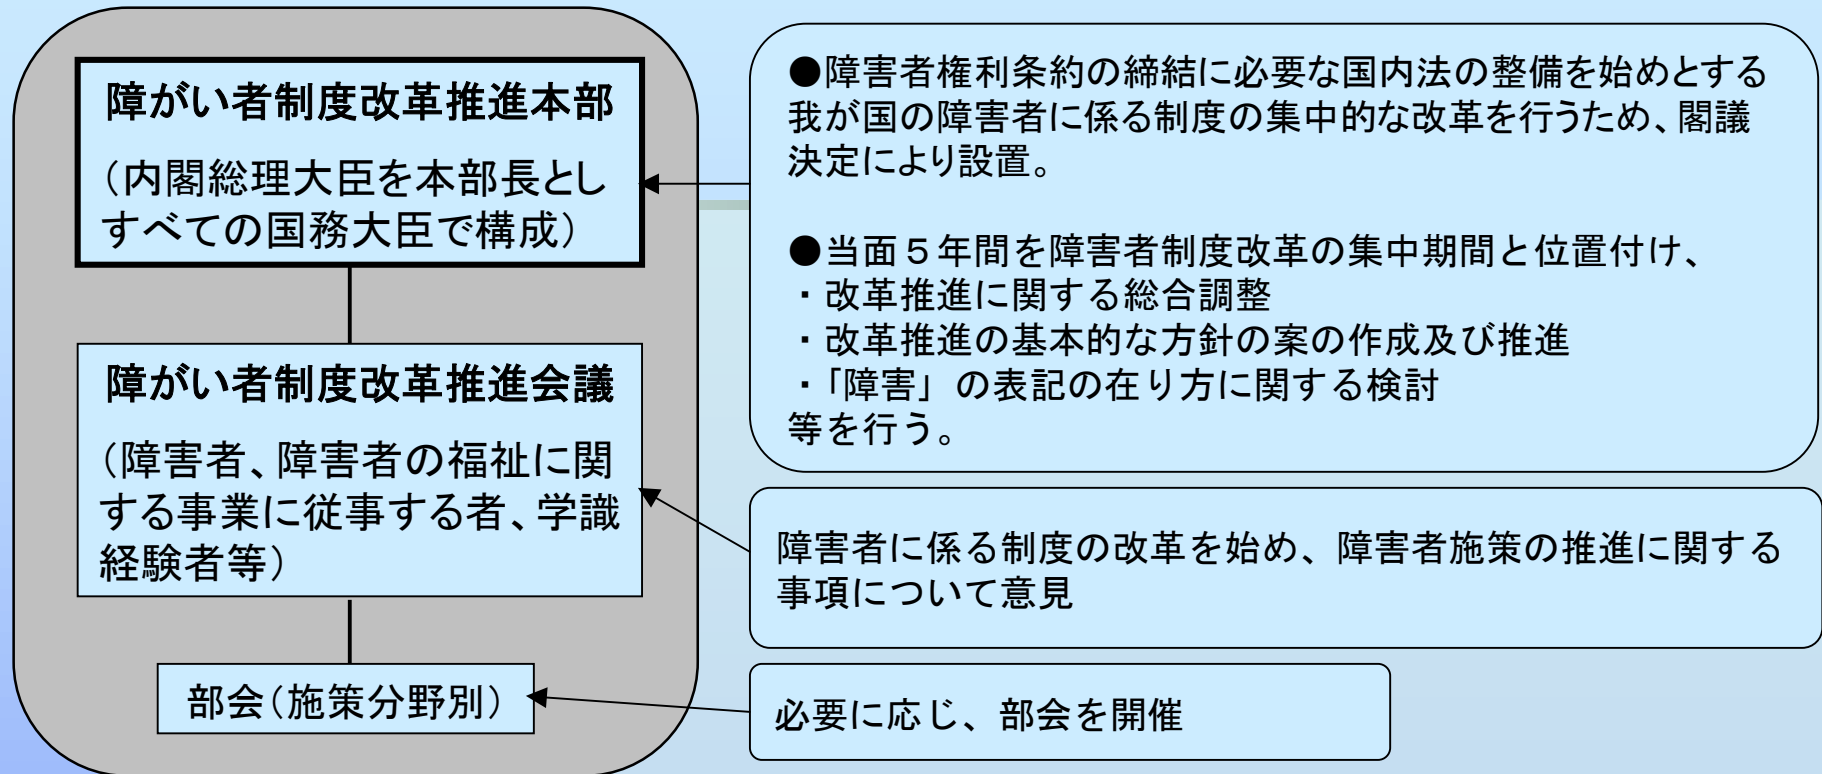 障がい者制度改革推進本部
（内閣総理大臣を本部長とし
すべての国務大臣で構成）
●障害者権利条約の締結に必要な国内法の整備を始めとする
我が国の障害者に係る制度の集中的な改革を行うため、閣議
決定により設置。
●当面５年間を障害者制度改革の集中期間と位置付け、
・改革推進に関する総合調整
・改革推進の基本的な方針の案の作成及び推進
・「障害」の表記の在り方に関する検討
等を行う。
障がい者制度改革推進会議
（障害者、障害者の福祉に関
する事業に従事する者、学識
経験者等）
障害者に係る制度の改革を始め、障害者施策の推進に関する
事項について意見
部会（施策分野別）
必要に応じ、部会を開催